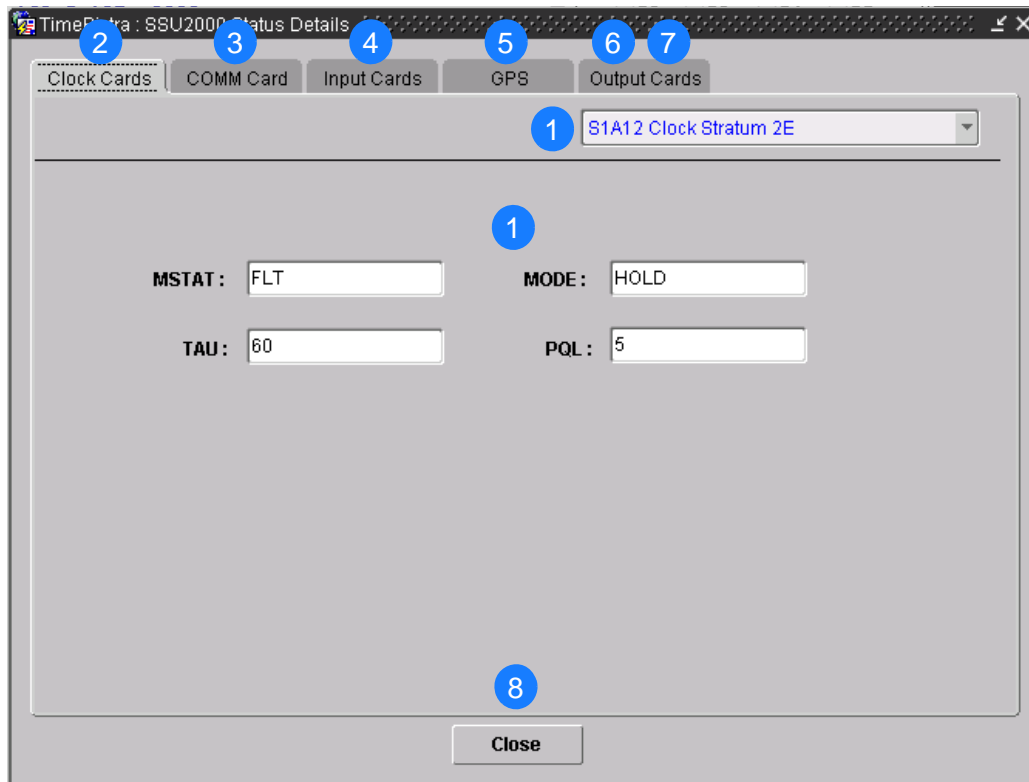 TimePictra : SSU2000 Status Details
2 3 4 5 6 7
Clock Cards COMM Card Input Cards GPS Output Cards
1 S1A12 Clock Stratum 2E
1
MSTAT : FLT MODE : HOLD
TAU : 60 PQL : 5
8
Close